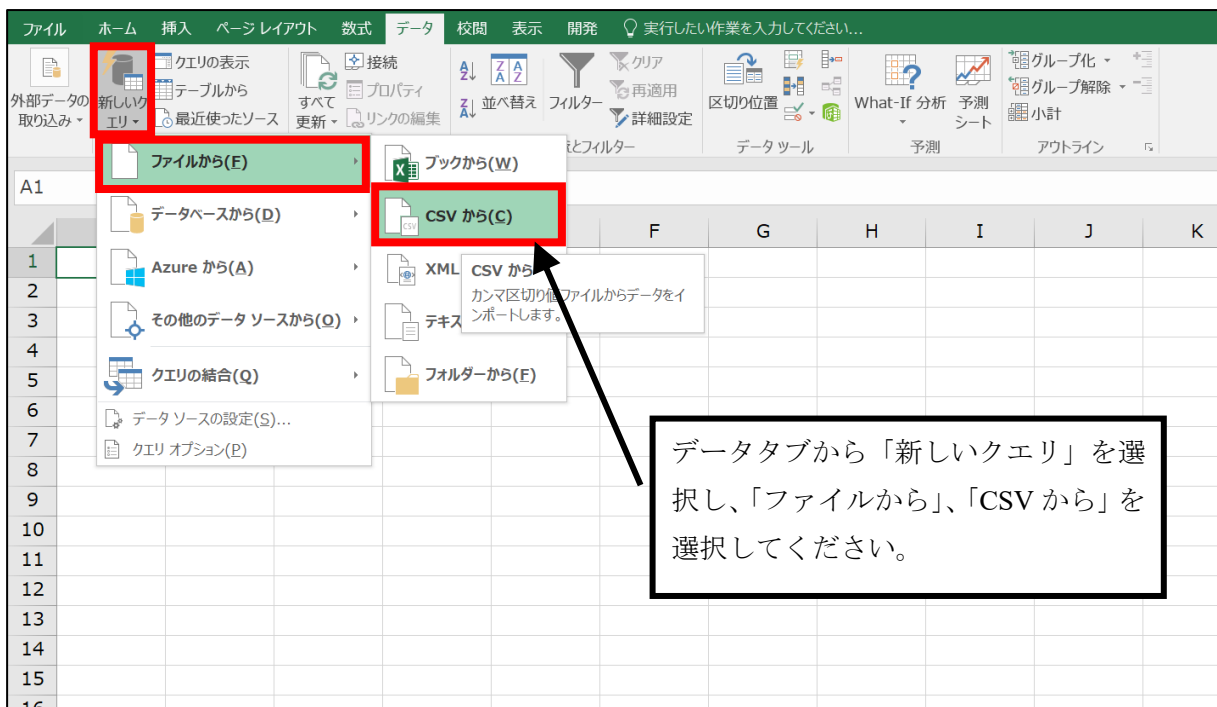 ファイル ホーム 挿入 ページ レイアウト 数式 データ 校閲 表示 開発 実行したい作業を入力してください...
外部データの
取り込み
新しいク
エリ
クエリの表示
テーブルから
最近使ったソース
すべて
更新
接続
プロパティ
リンクの編集
並べ替え
フィルター
クリア
再適用
詳細設定
区切り位置
What-If 分析
予測
シート
グループ化
グループ解除
小計
とフィルター
データ ツール
予測
アウトライン
ファイルから(F)
データベースから(D)
Azure から(A)
その他のデータ ソースから(O)
クエリの結合(Q)
データ ソースの設定(S)...
クエリ オプション(P)
ブックから(W)
CSV から(C)
XML
テキス
フォルダーから(F)
CSV から
カンマ区切り値ファイルからデータをイ
ンポートします。
A1
F G H I J K
1
2
3
4
5
6
7
8
9
10
11
12
13
14
15
16
データタブから「新しいクエリ」を選
択し、「ファイルから」、「CSV から」を
選択してください。